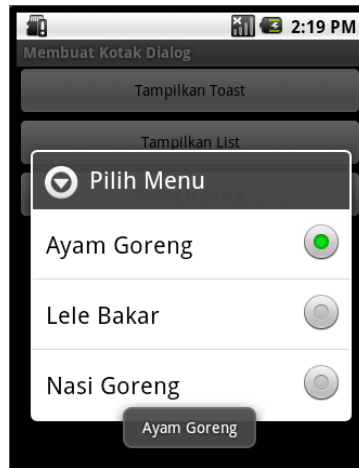 2:19 PM
Membuat Kotak Dialog
Tampilkan Toast
Tampilkan List
Pilih Menu
Ayam Goreng
Lele Bakar
Nasi Goreng
Ayam Goreng